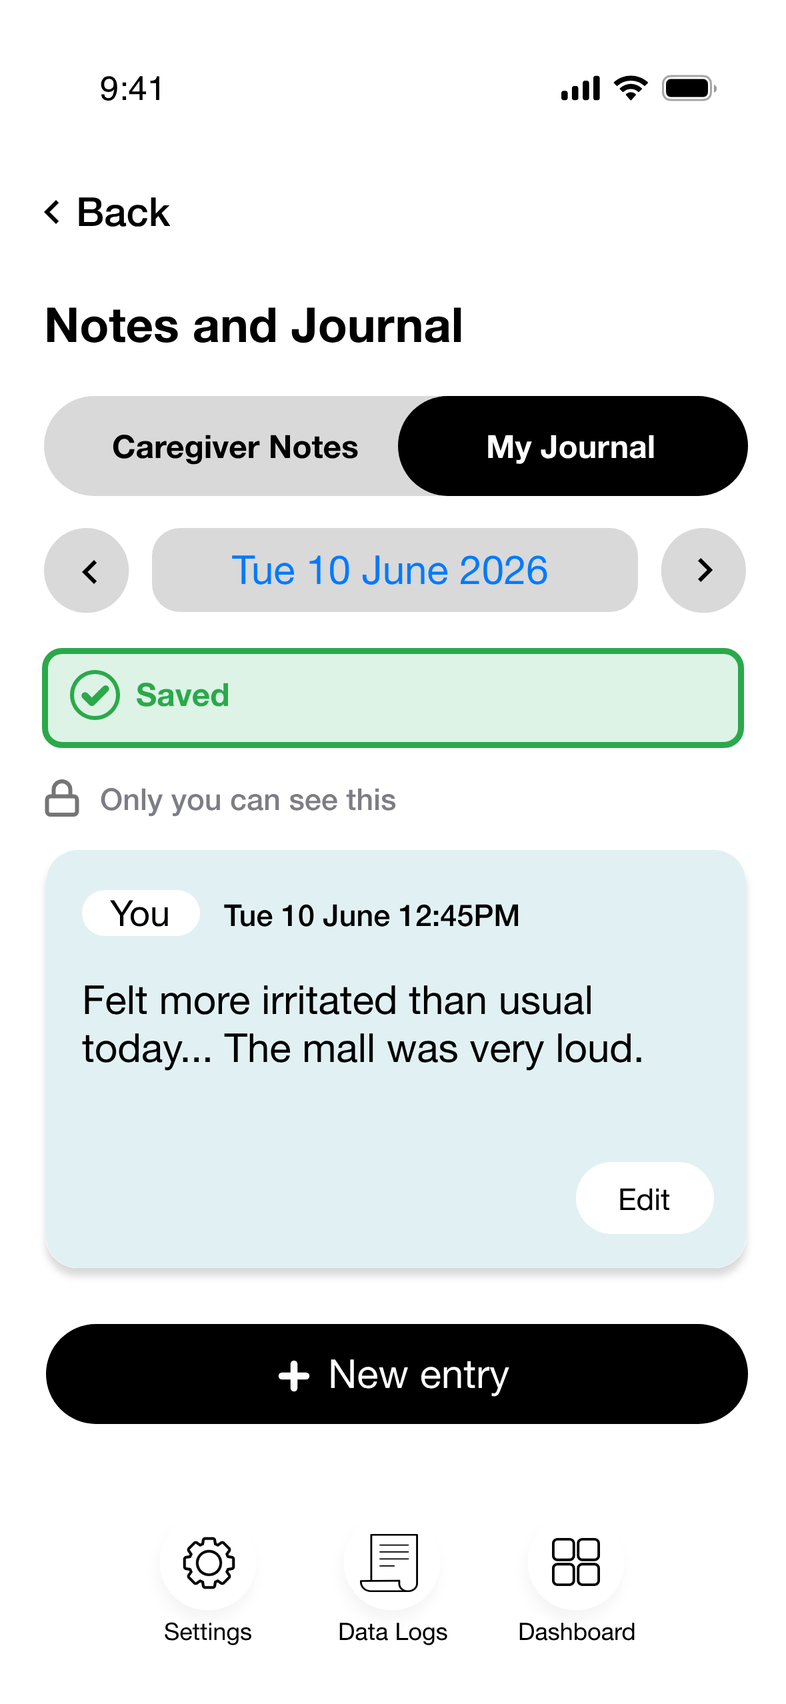 9:41
Back
Notes and Journal
Caregiver Notes My Journal
Tue 10 June 2026
Saved
Only you can see this
You Tue 10 June 12:45PM
Felt more irritated than usual
today... The mall was very loud.
Edit
New entry
Settings Data Logs Dashboard